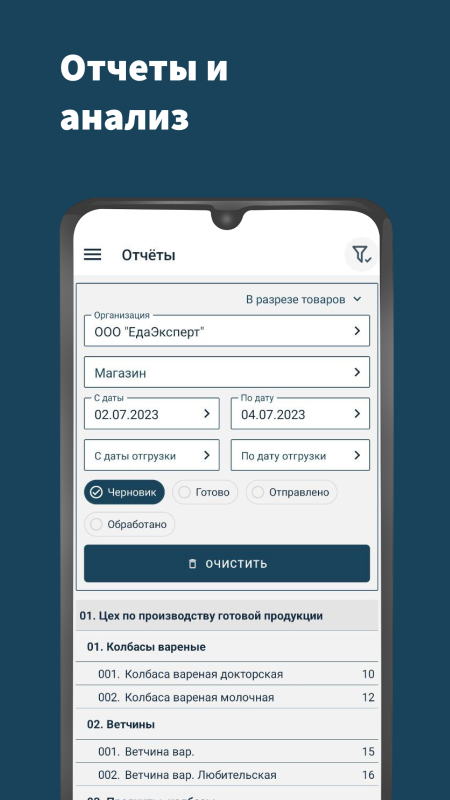 Отчеты и
анализ
Отчёты
В разрезе товаров
Организация
ООО "ЕдаЭксперт"
Магазин
С даты
По дату
02.07.2023
04.07.2023
С даты отгрузки
По дату отгрузки
Черновик
Готово
Отправлено
Обработано
ОЧИСТИТЬ
01. Цех по производству готовой продукции
01. Колбасы вареные
001. Колбаса вареная докторская 10
002. Колбаса вареная молочная 12
02. Ветчины
001. Ветчина вар. 15
002. Ветчина вар. Любительская 16